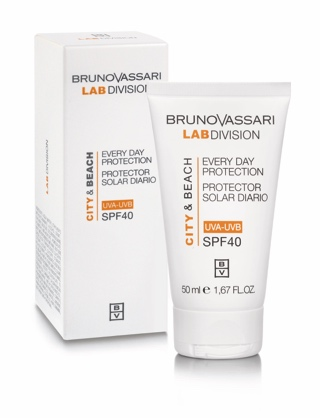 BRUNOVASSARI
LABDIVISION
CITY & BEACH
EVERY DAY
PROTECTION
PROTECTOR
SOLAR DIARIO
UVA-UVB
SPF40
B
V
BRUNOVASSARI
LABDIVISION
CITY & BEACH
EVERY DAY
PROTECTION
PROTECTOR
SOLAR DIARIO
UVA-UVB
SPF40
B
V
50 ml e 1,67 FL.OZ.